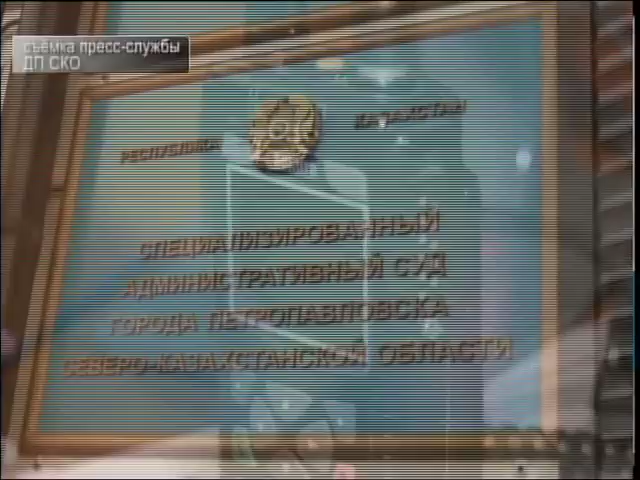 съёмка пресс-службы
ДП СКО
РЕСПУБЛИКА КАЗАХСТАН
СПЕЦИАЛИЗИРОВАННЫЙ
АДМИНИСТРАТИВНЫЙ СУД
ГОРОДА ПЕТРОПАВЛОВСКА
СЕВЕРО-КАЗАХСТАНСКОЙ ОБЛАСТИ